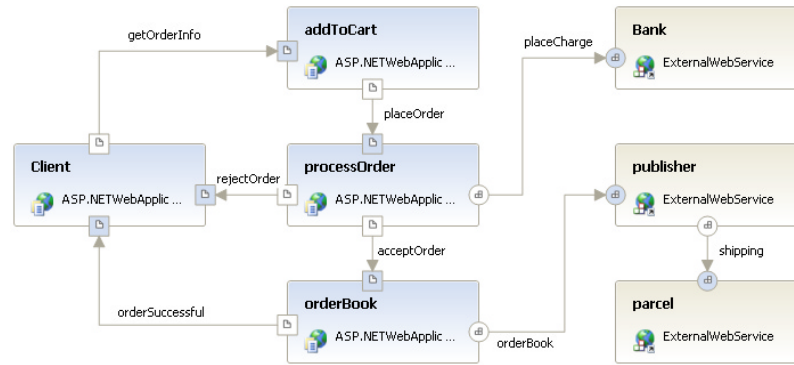 addToCart
ASP.NETWebApplic ...
getOrderInfo
placeCharge
Bank
ExternalWebService
placeOrder
Client
ASP.NETWebApplic ...
rejectOrder
processOrder
ASP.NETWebApplic ...
publisher
ExternalWebService
acceptOrder
shipping
orderSuccessful
orderBook
ASP.NETWebApplic ...
orderBook
parcel
ExternalWebService